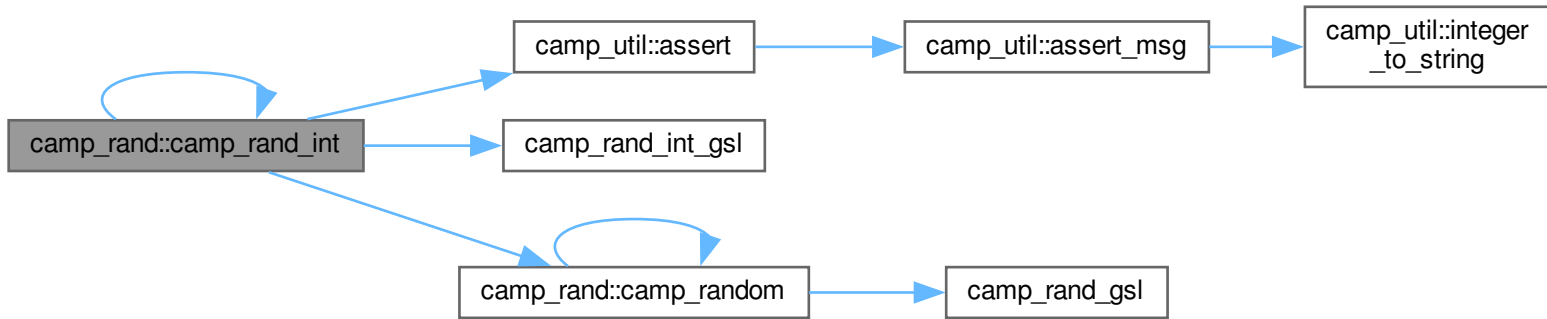 camp_rand::camp_rand_int
camp_util::assert
camp_util::assert_msg
camp_util::integer
_to_string
camp_rand_int_gsl
camp_rand::camp_random
camp_rand_gsl